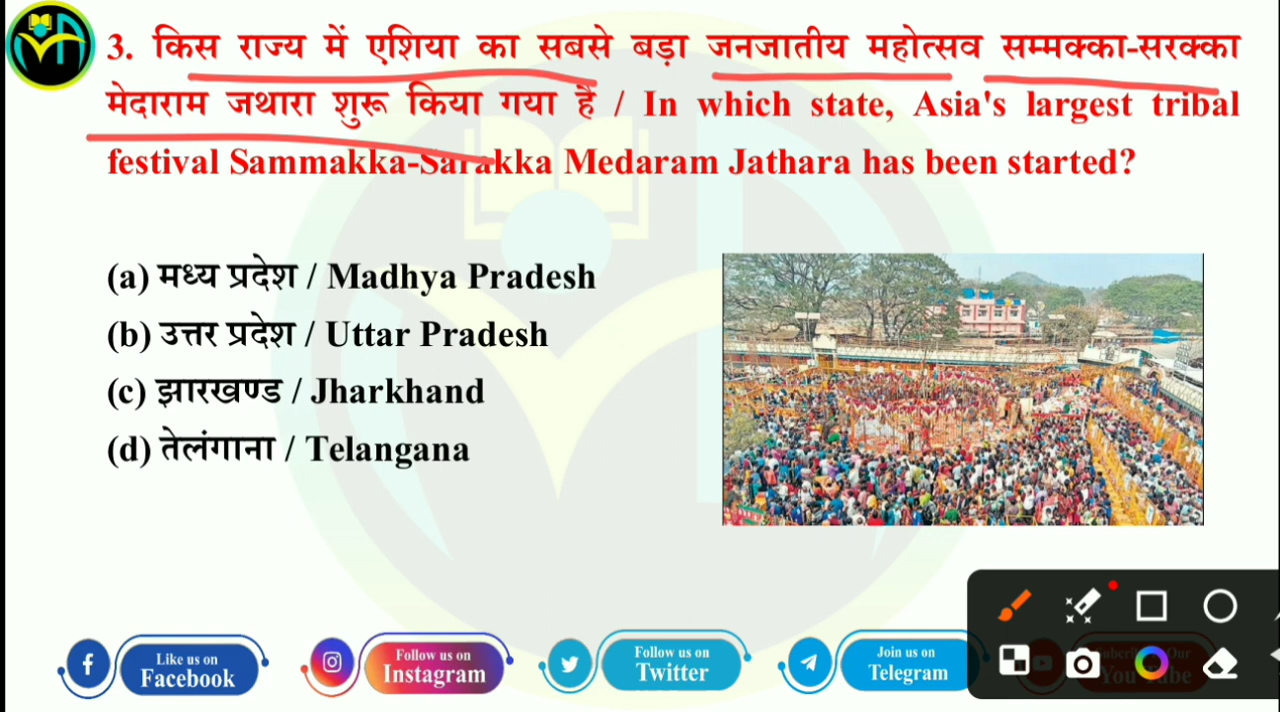 3. किस राज्य में एशिया का सबसे बड़ा जनजातीय महोत्सव सम्मक्का-सरक्का
मेदाराम जथारा शुरू किया गया है / In which state, Asia's largest tribal
festival Sammakka-Sarakka Medaram Jathara has been started?
(a) मध्य प्रदेश / Madhya Pradesh
(b) उत्तर प्रदेश / Uttar Pradesh
(c) झारखण्ड / Jharkhand
(d) तेलंगाना / Telangana
Like us on
Facebook
Follow us on
Instagram
Follow us on
Twitter
Join us on
Telegram
Our
YouTube